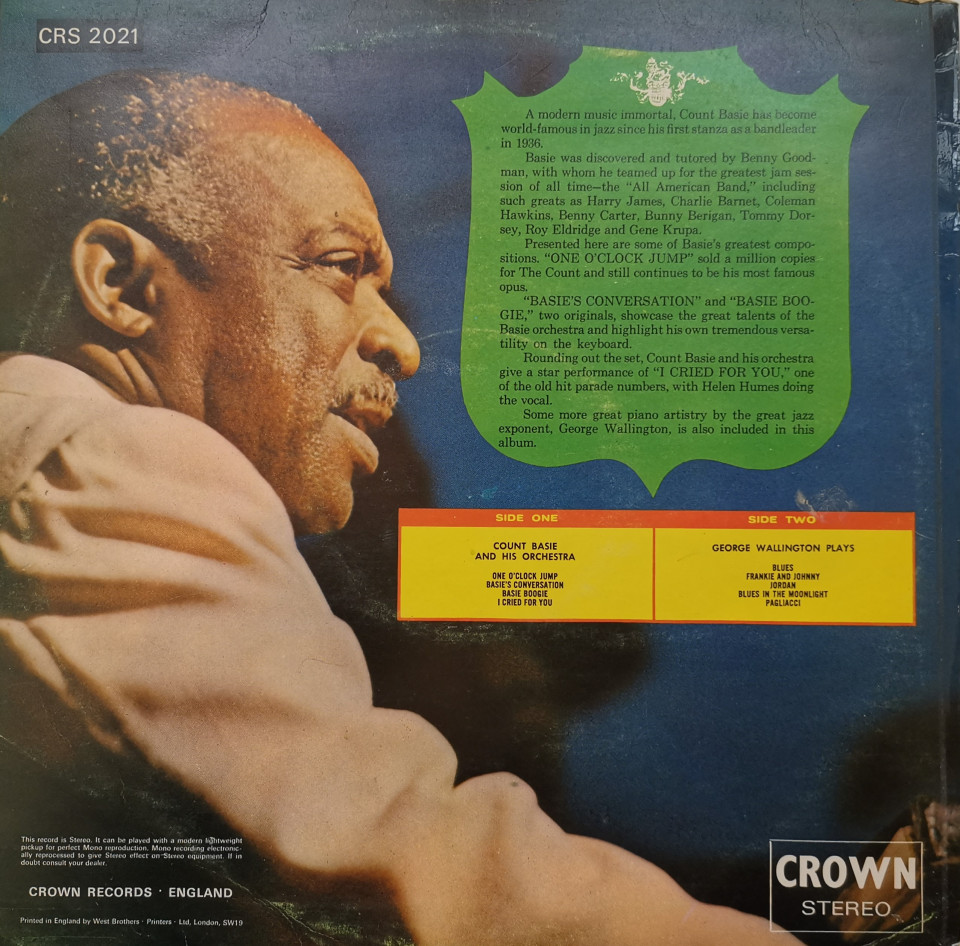 CRS 2021
A modern music immortal, Count Basie has become
world-famous in jazz since his first stanza as a bandleader
in 1936.
Basie was discovered and tutored by Benny Good-
man, with whom he teamed up for the greatest jam ses-
sion of all time—the "All American Band," including
such greats as Harry James, Charlie Barnet, Coleman
Hawkins, Benny Carter, Bunny Berigan, Tommy Dor-
sey, Roy Eldridge and Gene Krupa.
Presented here are some of Basie's greatest compo-
sitions. "ONE O'CLOCK JUMP" sold a million copies
for The Count and still continues to be his most famous
opus.
"BASIE'S CONVERSATION" and "BASIE BOO-
GIE," two originals, showcase the great talents of the
Basie orchestra and highlight his own tremendous versa-
tility on the keyboard.
Rounding out the set, Count Basie and his orchestra
give a star performance of "I CRIED FOR YOU," one
of the old hit parade numbers, with Helen Humes doing
the vocal.
Some more great piano artistry by the great jazz
exponent, George Wallington, is also included in this
album.
SIDE ONE
COUNT BASIE
AND HIS ORCHESTRA
ONE O'CLOCK JUMP
BASIE'S CONVERSATION
BASIE BOOGIE
I CRIED FOR YOU
SIDE TWO
GEORGE WALLINGTON PLAYS
BLUES
FRANKIE AND JOHNNY
JORDAN
BLUES IN THE MOONLIGHT
PAGLIACCI
This record is Stereo. It can be played with a modern lightweight
pickup for perfect Mono reproduction. Mono recording electronic-
ally reprocessed to give Stereo effect on Stereo equipment. If in
doubt consult your dealer.
CROWN RECORDS · ENGLAND
Printed in England by West Brothers · Printers · Ltd, London, SW19
CROWN
STEREO